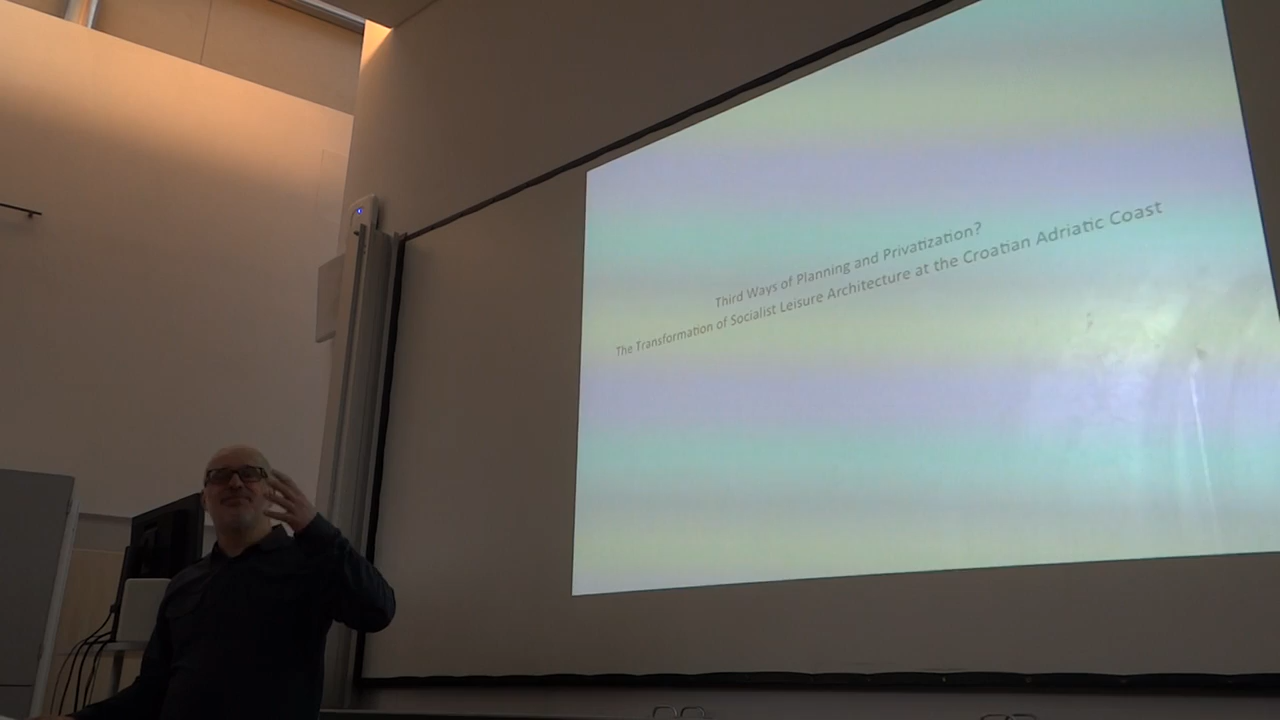 Third Ways of Planning and Privatization?
The Transformation of Socialist Leisure Architecture at the Croatian Adriatic Coast